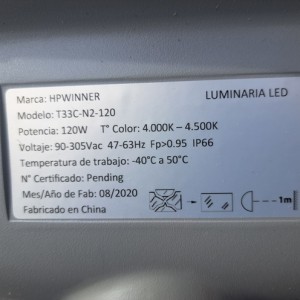 Marca: HPWINNER LUMINARIA LED
Modelo: T33C-N2-120
Potencia: 120W T° Color: 4.000K – 4.500K
Voltaje: 90-305Vac 47-63Hz Fp>0.95 IP66
Temperatura de trabajo: -40°C a 50°C
N° Certificado: Pending
Mes/Año de Fab: 08/2020
Fabricado en China
1m